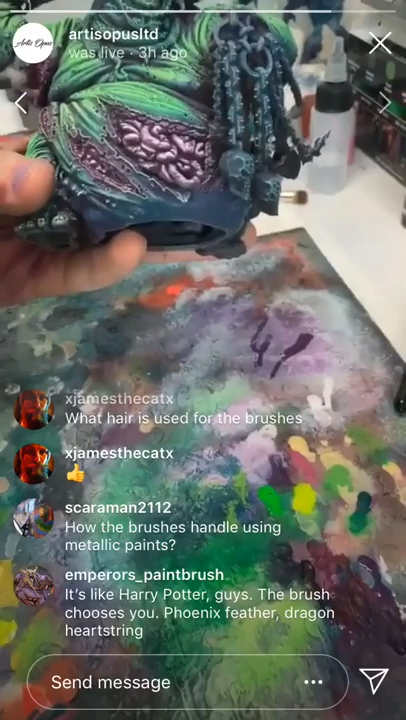 Artis Opus
artisopusltd
was live · 3h ago
xjamesthecatx
What hair is used for the brushes
xjamesthecatx
👍
scaraman2112
How the brushes handle using
metallic paints?
emperors_paintbrush
It's like Harry Potter, guys. The brush
chooses you. Phoenix feather, dragon
heartstring
Send message